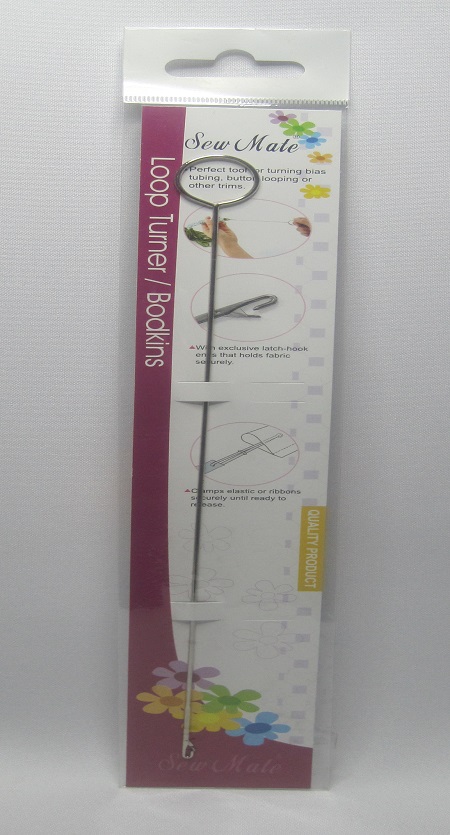 Sew Mate
Perfect tool for turning bias
tubing, button looping or
other trims.
Loop Turner / Bodkins
With exclusive latch-hook
ends that holds fabric
securely.
Clamps elastic or ribbons
securely until ready to
release.
QUALITY PRODUCT
Sew Mate